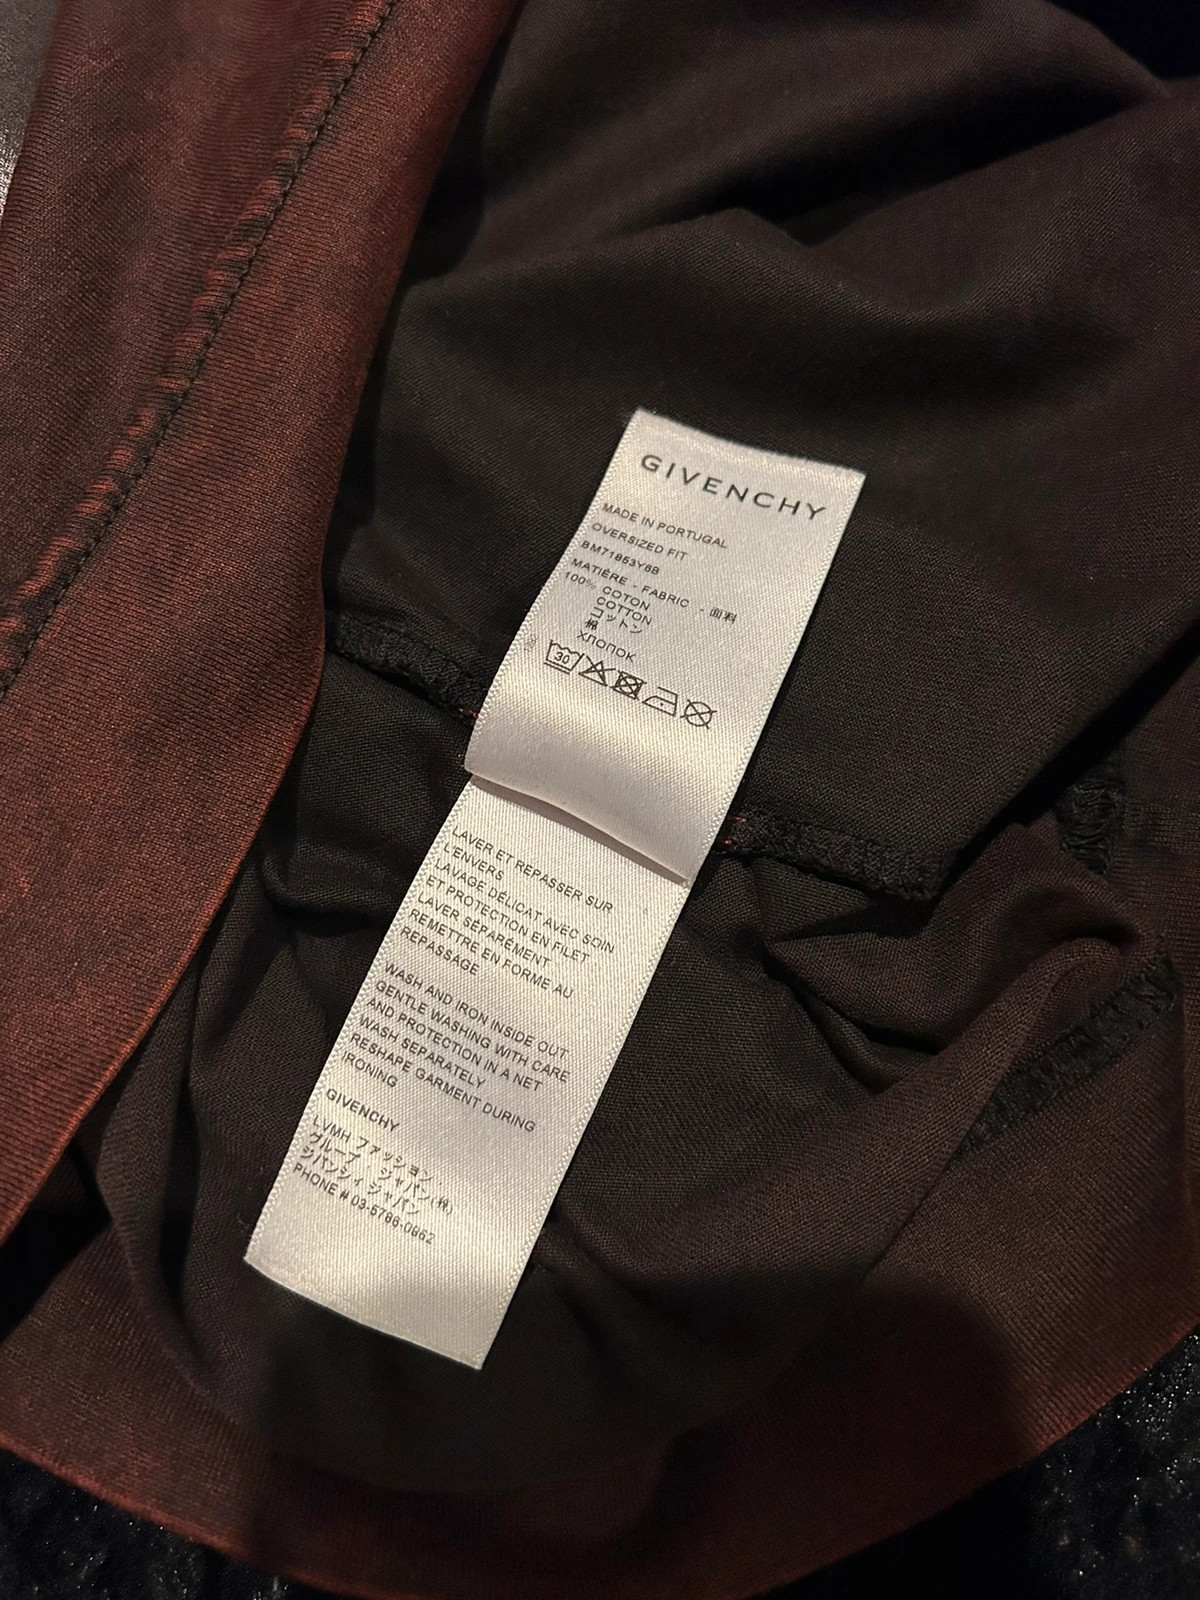 GIVENCHY
MADE IN PORTUGAL
OVERSIZED FIT
BM71853Y8B
MATIÈRE - FABRIC - 面料
100% COTON
COTTON
コットン
棉
ХЛОПОК
30
LAVER ET REPASSER SUR
L'ENVERS
LAVAGE DÉLICAT AVEC SOIN
ET PROTECTION EN FILET
LAVER SÉPARÉMENT
REMETTRE EN FORME AU
REPASSAGE
WASH AND IRON INSIDE OUT
GENTLE WASHING WITH CARE
AND PROTECTION IN A NET
WASH SEPARATELY
RESHAPE GARMENT DURING
IRONING
GIVENCHY
LVMH ファッション・
グループ・ジャパン(株)
ジバンシィ ジャパン
PHONE # 03-5786-0962